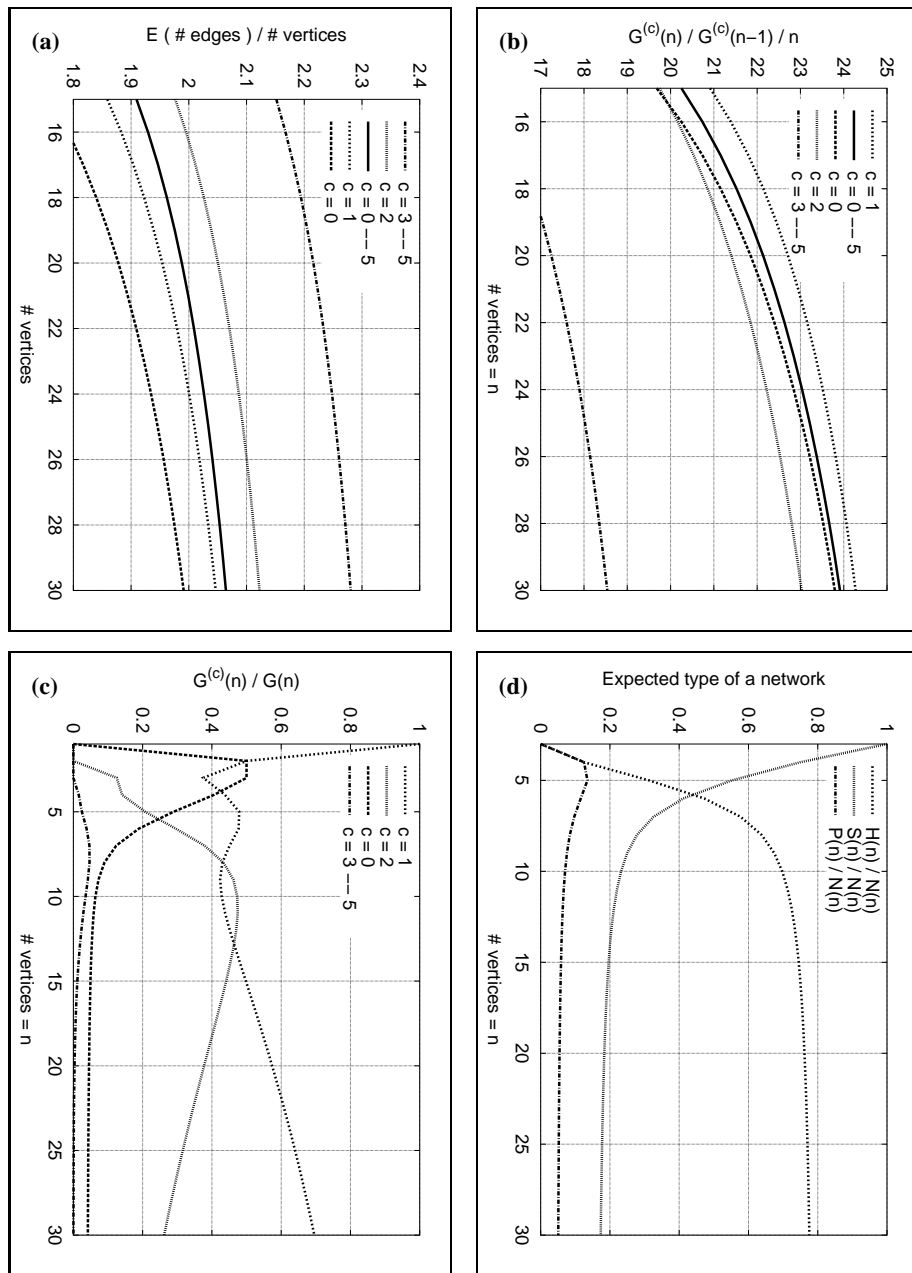 (a)
E ( # edges ) / # vertices
2.4
2.3
2.2
2.1
2
1.9
1.8
16
18
20
22
24
26
28
30
# vertices
c = 3 −− 5
c = 2
c = 0 −− 5
c = 1
c = 0
(b)
G(c)(n) / G(c)(n−1) / n
25
24
23
22
21
20
19
18
17
16
18
20
22
24
26
28
30
# vertices = n
c = 1
c = 0 −− 5
c = 0
c = 2
c = 3 −− 5
(c)
G(c)(n) / G(n)
1
0.8
0.6
0.4
0.2
0
5
10
15
20
25
30
# vertices = n
c = 1
c = 2
c = 0
c = 3 −− 5
(d)
Expected type of a network
1
0.8
0.6
0.4
0.2
0
5
10
15
20
25
30
# vertices = n
H(n) / N(n)
S(n) / N(n)
P(n) / N(n)